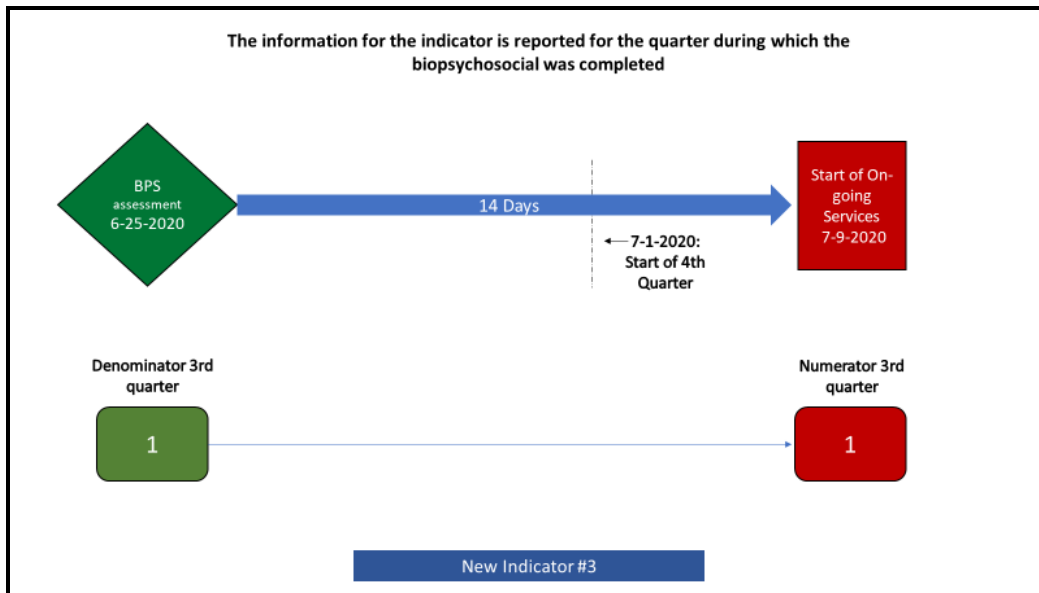 The information for the indicator is reported for the quarter during which the
biopsychosocial was completed
BPS
assessment
6-25-2020
14 Days
Start of On-
going
Services
7-9-2020
7-1-2020:
Start of 4th
Quarter
Denominator 3rd
quarter
Numerator 3rd
quarter
1
1
New Indicator #3